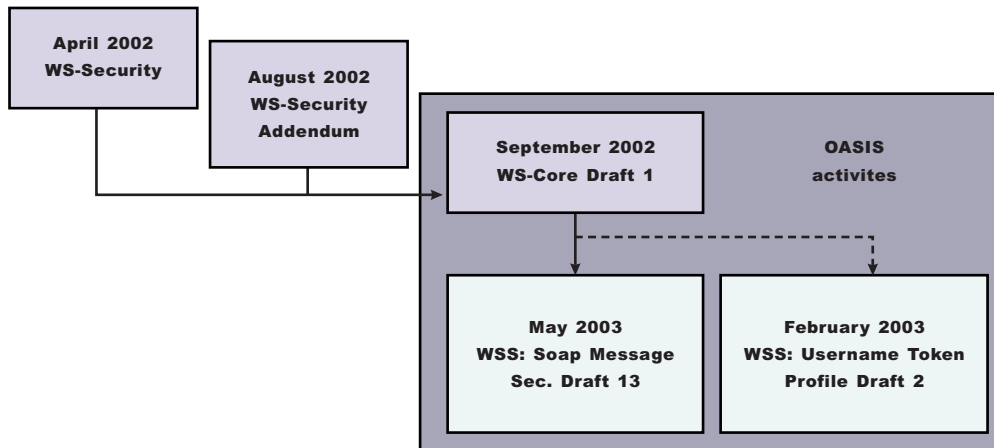 April 2002
WS-Security
August 2002
WS-Security
Addendum
September 2002
WS-Core Draft 1
OASIS
activites
May 2003
WSS: Soap Message
Sec. Draft 13
February 2003
WSS: Username Token
Profile Draft 2